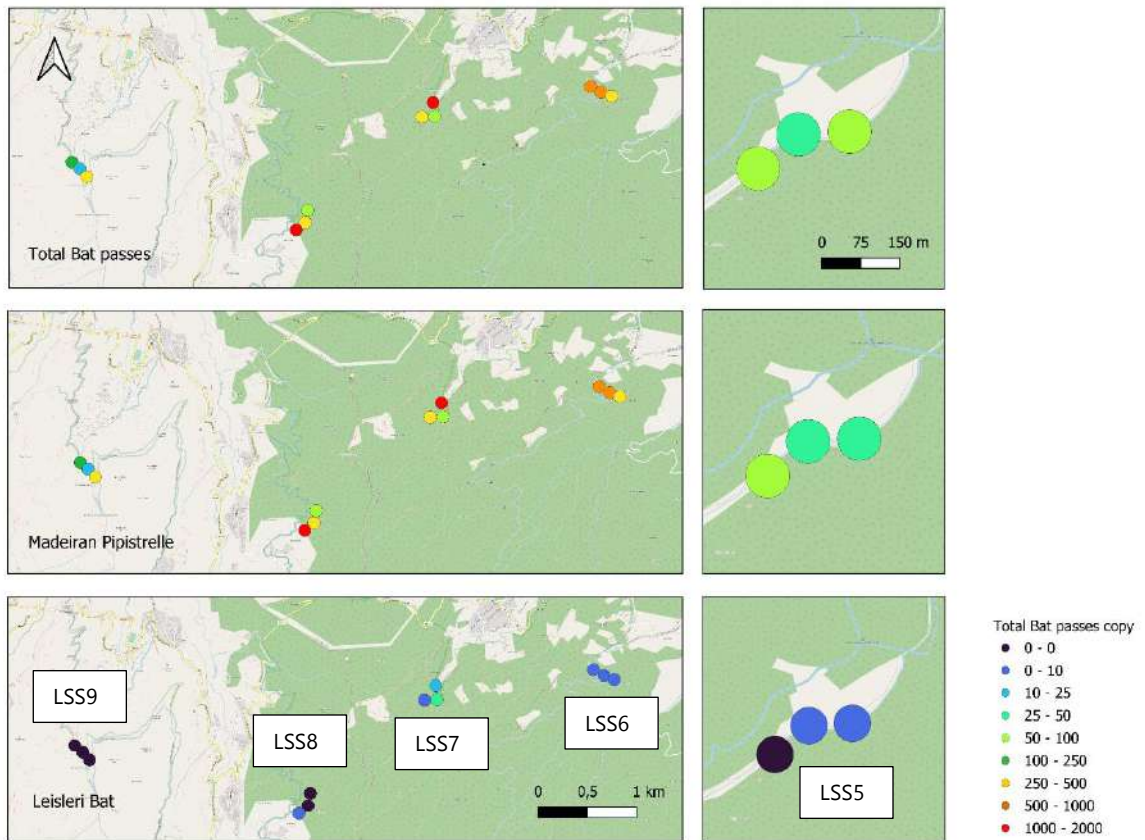 Total Bat passes
0 75 150 m
Madeiran Pipistrelle
LSS9
LSS8
LSS7
LSS6
LSS5
Leisleri Bat
0 0,5 1 km
Total Bat passes copy
0 - 0
0 - 10
10 - 25
25 - 50
50 - 100
100 - 250
250 - 500
500 - 1000
1000 - 2000